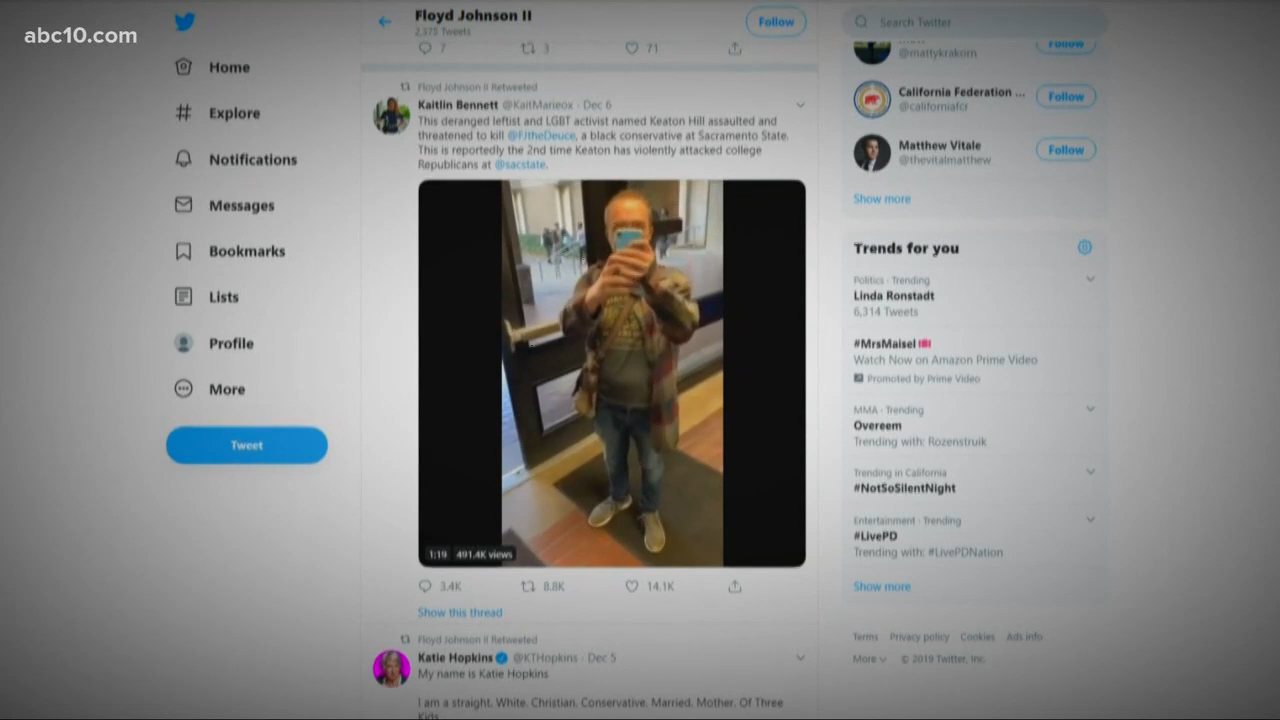 abc10.com
Home
Explore
Notifications
Messages
Bookmarks
Lists
Profile
More
Tweet
Floyd Johnson II
2,375 Tweets
Follow
7 3 71
Floyd Johnson II Retweeted
Kaitlin Bennett @KaitMarieox · Dec 6
This deranged leftist and LGBT activist named Keaton Hill assaulted and
threatened to kill @FJtheDeuce, a black conservative at Sacramento State.
This is reportedly the 2nd time Keaton has violently attacked college
Republicans at @sacstate.
1:19 491.4K views
3.4K 8.8K 14.1K
Show this thread
Floyd Johnson II Retweeted
Katie Hopkins @KTHopkins · Dec 5
My name is Katie Hopkins
I am a straight. White. Christian. Conservative. Married. Mother. Of Three
Kids.
Search Twitter
@mattykrakorn
Follow
California Federation ...
@californiafcr
Follow
Matthew Vitale
@thevitalmatthew
Follow
Show more
Trends for you
Politics · Trending
Linda Ronstadt
6,314 Tweets
#MrsMaisel
Watch Now on Amazon Prime Video
Promoted by Prime Video
MMA · Trending
Overeem
Trending with: Rozenstruik
Trending in California
#NotSoSilentNight
Entertainment · Trending
#LivePD
Trending with: #LivePDNation
Show more
Terms Privacy policy Cookies Ads info
More © 2019 Twitter, Inc.